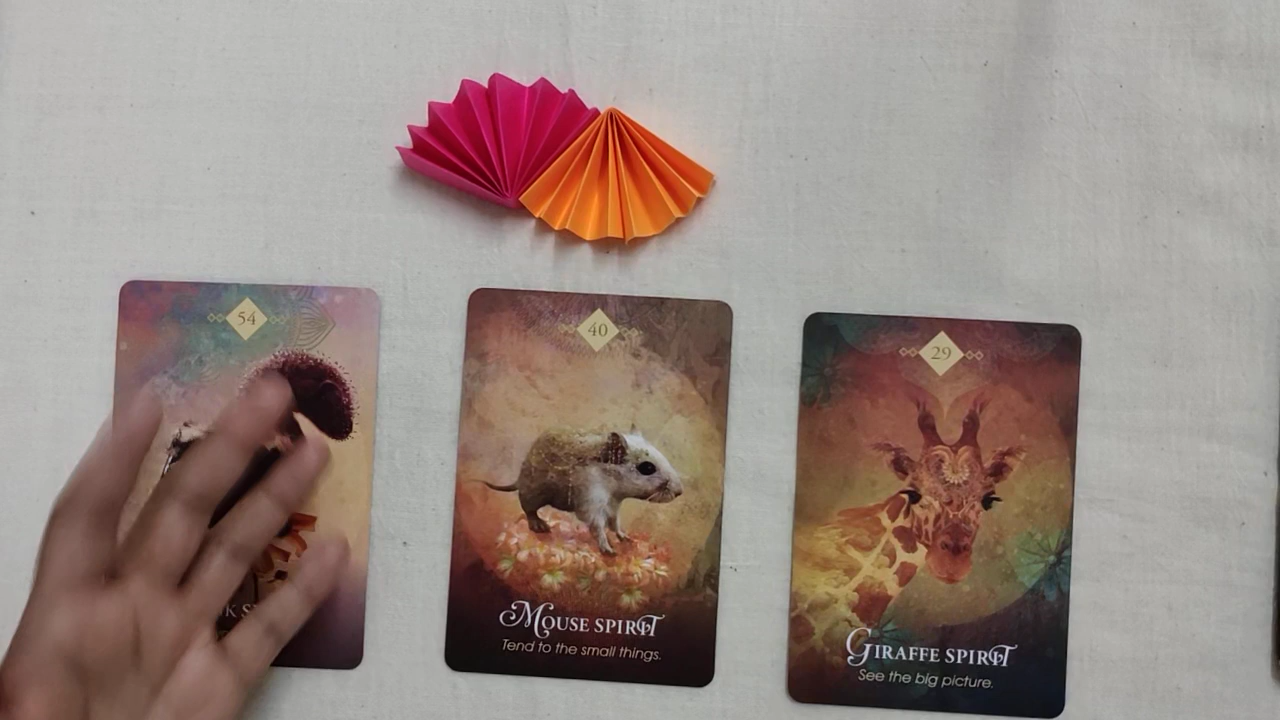 54
40
29
MOUSE SPIRIT
Tend to the small things.
GIRAFFE SPIRIT
See the big picture.